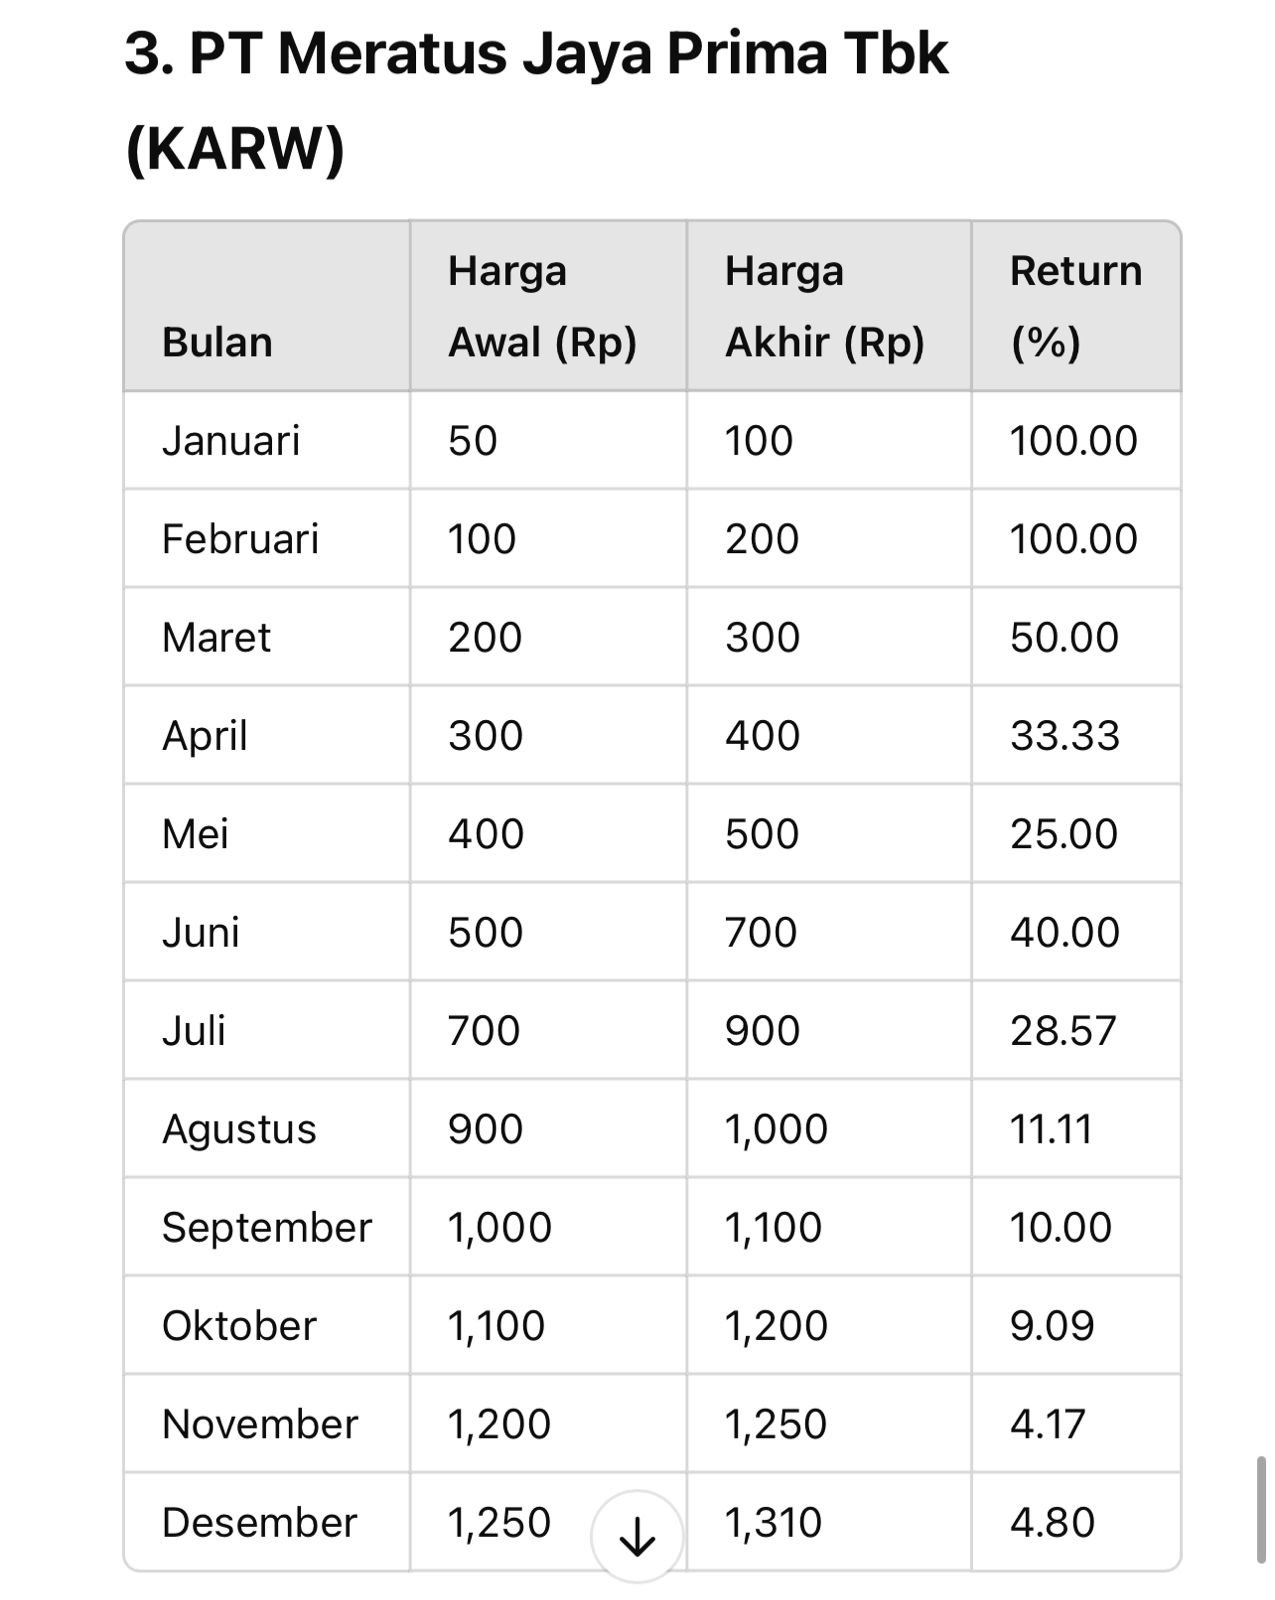 3. PT Meratus Jaya Prima Tbk
(KARW)
Bulan Harga Awal (Rp) Harga Akhir (Rp) Return (%)
Januari 50 100 100.00
Februari 100 200 100.00
Maret 200 300 50.00
April 300 400 33.33
Mei 400 500 25.00
Juni 500 700 40.00
Juli 700 900 28.57
Agustus 900 1,000 11.11
September 1,000 1,100 10.00
Oktober 1,100 1,200 9.09
November 1,200 1,250 4.17
Desember 1,250 1,310 4.80